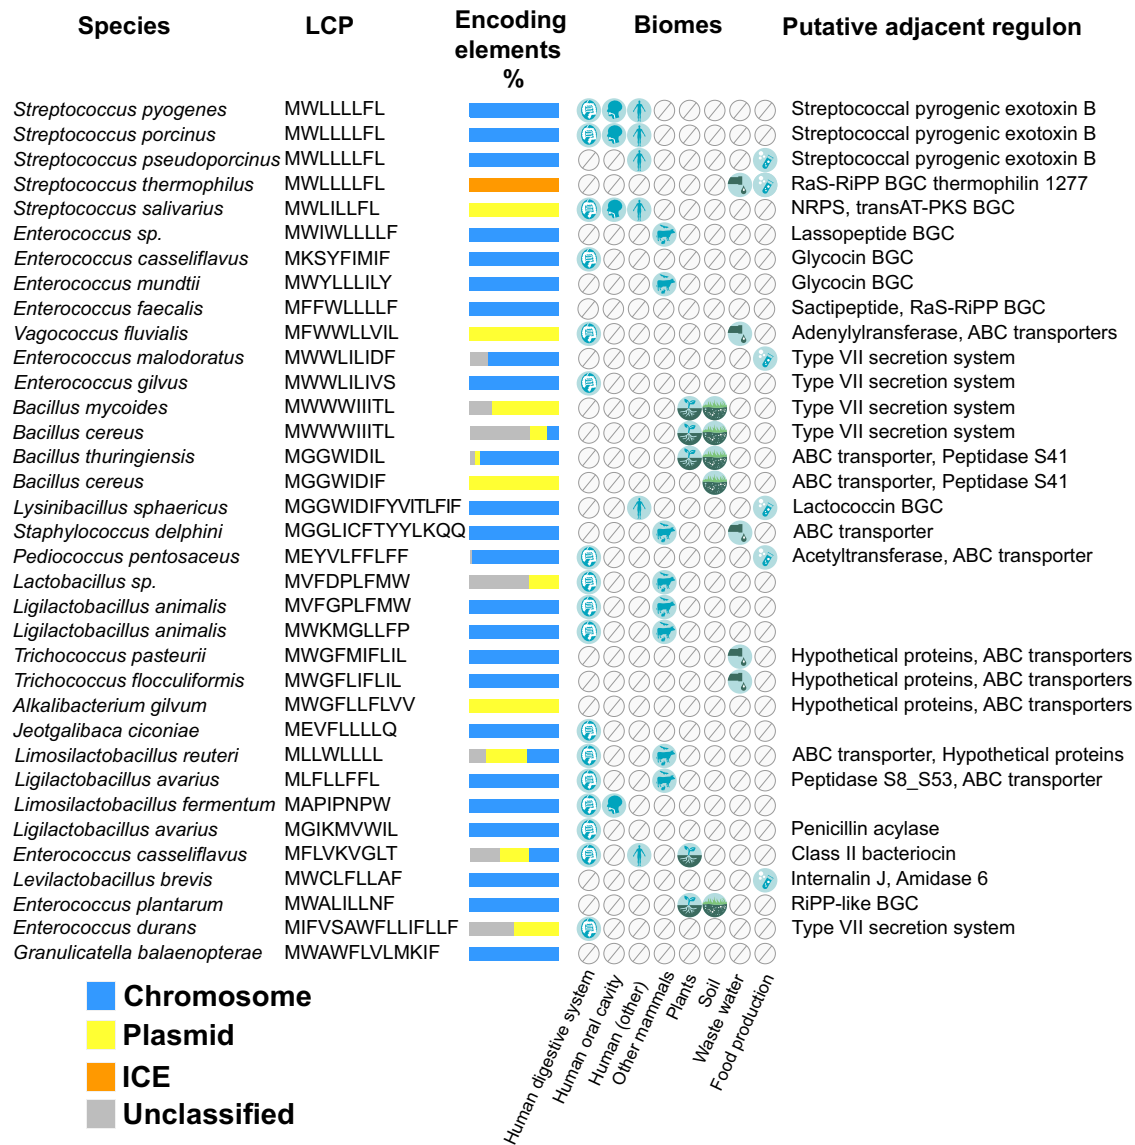 Species LCP Encoding elements % Biomes Putative adjacent regulon
Streptococcus pyogenes MWLLLLFL Streptococcal pyrogenic exotoxin B
Streptococcus porcinus MWLLLLFL Streptococcal pyrogenic exotoxin B
Streptococcus pseudoporcinus MWLLLLFL Streptococcal pyrogenic exotoxin B
Streptococcus thermophilus MWLLLLFL RaS-RiPP BGC thermophilin 1277
Streptococcus salivarius MWLILLFL NRPS, transAT-PKS BGC
Enterococcus sp. MWIWLLLLF Lassopeptide BGC
Enterococcus casseliflavus MKSYFIMIF Glycocin BGC
Enterococcus mundtii MWYLLLILY Glycocin BGC
Enterococcus faecalis MFFWLLLLF Sactipeptide, RaS-RiPP BGC
Vagococcus fluvialis MFWWLLVIL Adenylylransferase, ABC transporters
Enterococcus malodoratus MWWLILIDF Type VII secretion system
Enterococcus gilvus MWWLILIVS Type VII secretion system
Bacillus mycoides MWWWIIITL Type VII secretion system
Bacillus cereus MWWWIIITL Type VII secretion system
Bacillus thuringiensis MGGWIDIL ABC transporter, Peptidase S41
Bacillus cereus MGGWIDIF ABC transporter, Peptidase S41
Lysinibacillus sphaericus MGGWIDIFYVITLFIF Lactococcin BGC
Staphylococcus delphini MGGLICFTYYLKQQ ABC transporter
Pediococcus pentosaceus MEYVLFFLFF Acetyltransferase, ABC transporter
Lactobacillus sp. MVFDPLFMW
Ligilactobacillus animalis MVFGPLFMW
Ligilactobacillus animalis MWKMGLLFP
Trichococcus pasteurii MWGFMIFLIL Hypothetical proteins, ABC transporters
Trichococcus flocculiformis MWGFLIFLIL Hypothetical proteins, ABC transporters
Alkalibacterium gilvum MWGFLLFLVV Hypothetical proteins, ABC transporters
Jeotgalibaca ciconiae MEVFLLLLQ
Limosilactobacillus reuteri MLLWLLLL ABC transporter, Hypothetical proteins
Ligilactobacillus avarius MLFLLFFL Peptidase S8_S53, ABC transporter
Limosilactobacillus fermentum MAPIPNPW
Ligilactobacillus avarius MGIKMVWIL Penicillin acylase
Enterococcus casseliflavus MFLVKVGLT Class II bacteriocin
Levilactobacillus brevis MWCLFLLAF Internalin J, Amidase 6
Enterococcus plantarum MWALILLNF RiPP-like BGC
Enterococcus durans MIFVSAWFLLIFLLF Type VII secretion system
Granulicatella balaenopterae MWAWFLVLMKIF
Human digestive system
Human oral cavity
Human (other)
Other mammals
Plants
Soil
Waste water
Food production
Chromosome
Plasmid
ICE
Unclassified